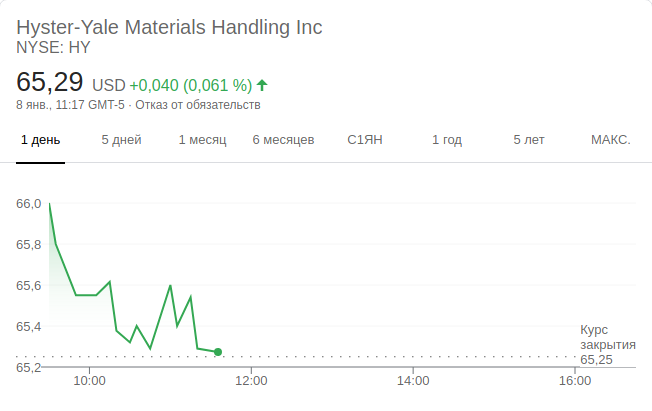 Hyster-Yale Materials Handling Inc
NYSE: HY
65,29 USD +0,040 (0,061 %)
8 янв., 11:17 GMT-5 · Отказ от обязательств
1 день 5 дней 1 месяц 6 месяцев С1ЯН 1 год 5 лет МАКС.
66,0
65,8
65,6
65,4
Курс
закрытия
65,25
65,2
10:00 12:00 14:00 16:00